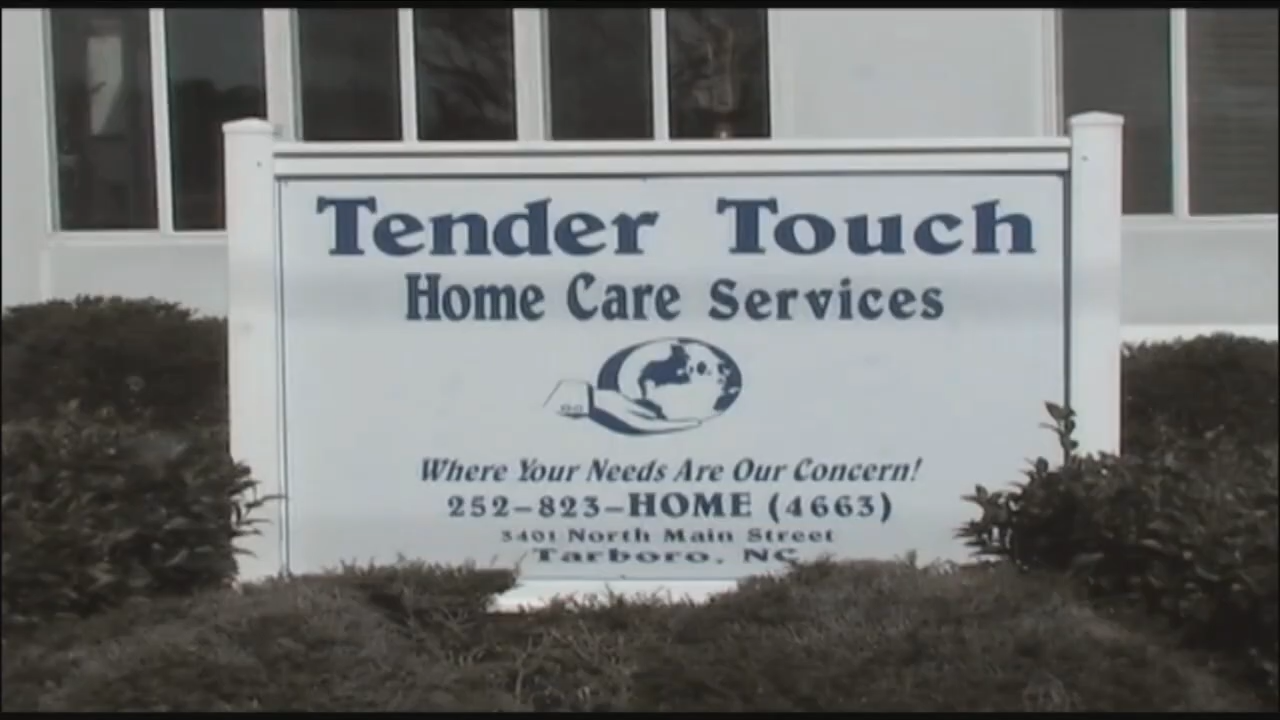 Tender Touch
Home Care Services
Where Your Needs Are Our Concern!
252-823-HOME (4663)
3401 North Main Street
Tarboro, NC